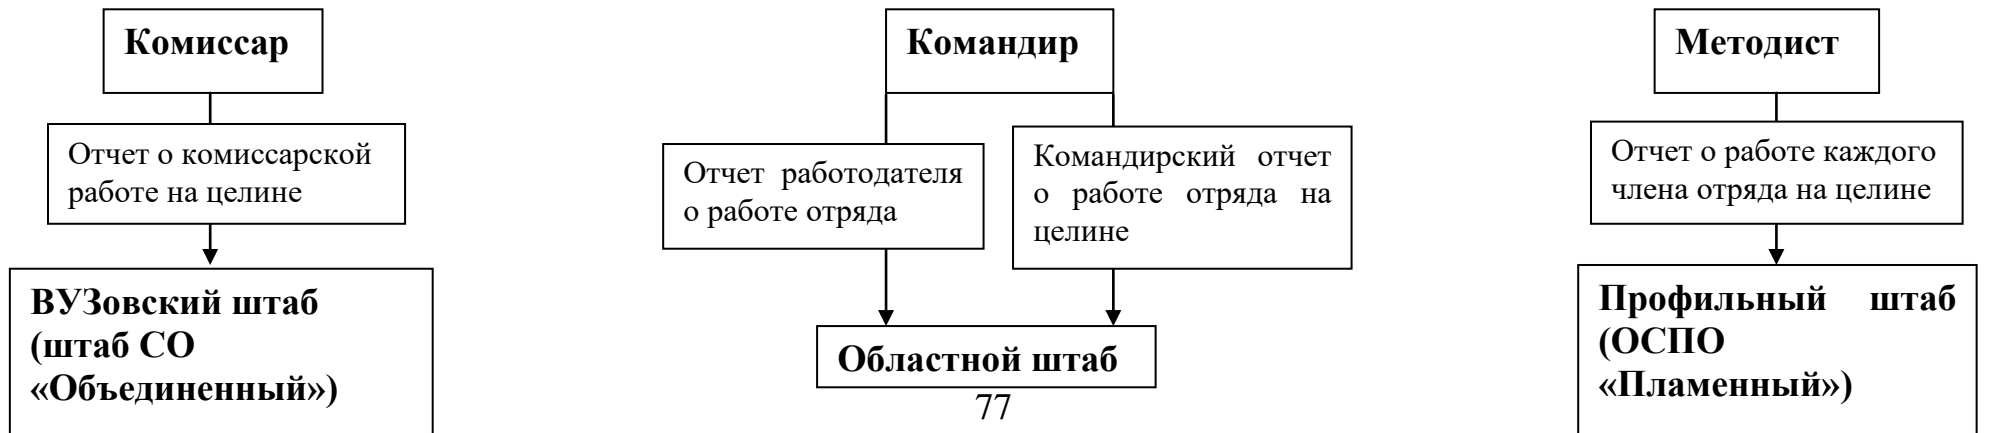 Комиссар
Отчет о комиссарской
работе на целине
ВУЗовский штаб
(штаб СО
«Объединенный»)
Командир
Отчет работодателя
о работе отряда
Командирский отчет
о работе отряда на
целине
Областной штаб
Методист
Отчет о работе каждого
члена отряда на целине
Профильный штаб
(ОСПО
«Пламенный»)
77